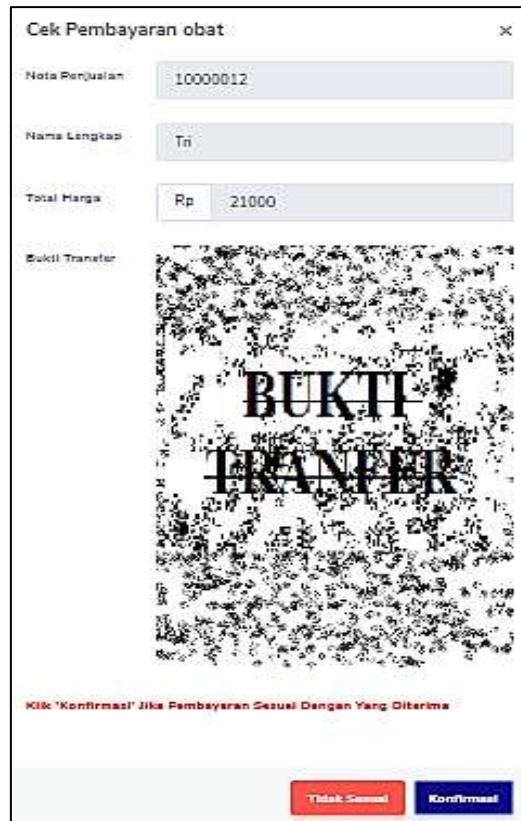 Cek Pembayaran obat ×
Nota Penjualan 10000012
Nama Lengkap Tri
Total Harga Rp 21000
Bukti Transfer
BUKTI
TRANFER
Klik 'Konfirmasi' Jika Pembayaran Sesuai Dengan Yang Diterima
Tidak Sesuai Konfirmasi